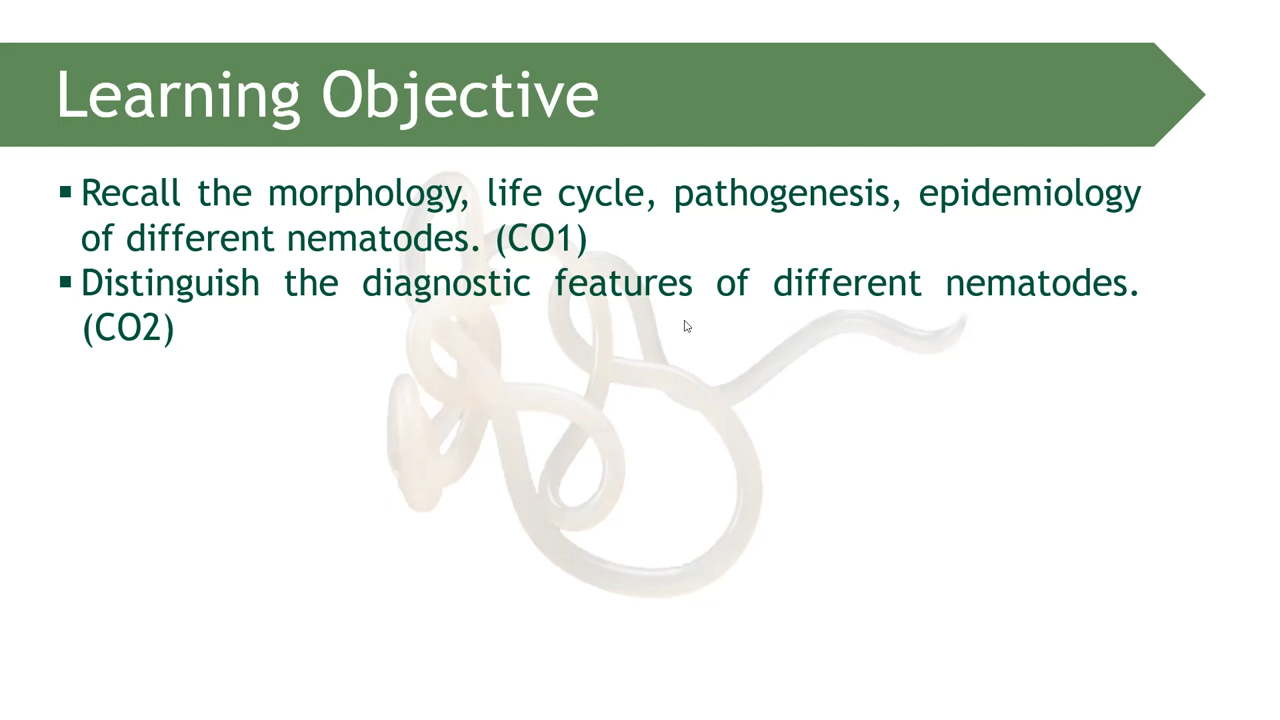 Learning Objective
▪ Recall the morphology, life cycle, pathogenesis, epidemiology
of different nematodes. (CO1)
▪ Distinguish the diagnostic features of different nematodes.
(CO2)